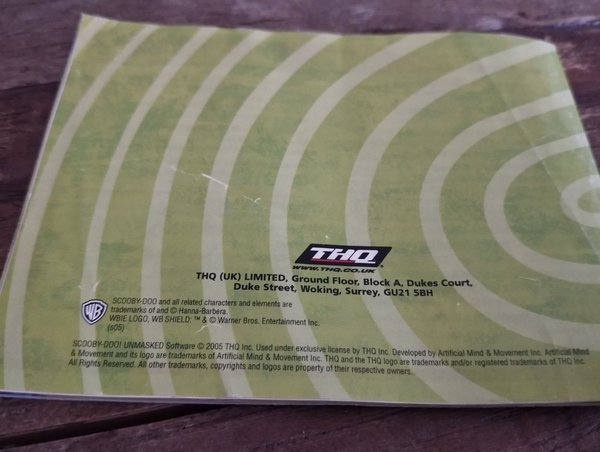 THQ
WWW.THQ.CO.UK
THQ (UK) LIMITED, Ground Floor, Block A, Dukes Court,
Duke Street, Woking, Surrey, GU21 5BH
WB
SCOOBY-DOO and all related characters and elements are
trademarks of and © Hanna-Barbera.
WBIE LOGO, WB SHIELD: ™ & © Warner Bros. Entertainment Inc.
(s05)
SCOOBY-DOO! UNMASKED Software © 2005 THQ Inc. Used under exclusive license by THQ Inc. Developed by Artificial Mind & Movement Inc. Artificial Mind
& Movement and its logo are trademarks of Artificial Mind & Movement Inc. THQ and the THQ logo are trademarks and/or registered trademarks of THQ Inc.
All Rights Reserved. All other trademarks, copyrights and logos are property of their respective owners.